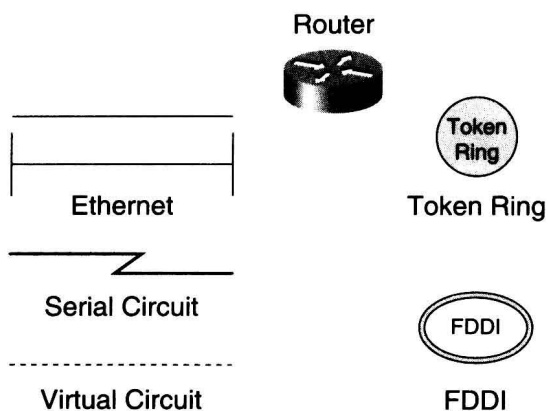 Router
Token
Ring
Ethernet
Token Ring
Serial Circuit
FDDI
Virtual Circuit
FDDI